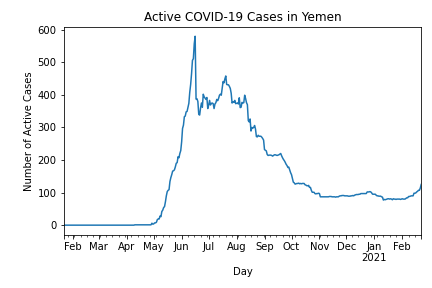 Active COVID-19 Cases in Yemen
600
500
400
300
200
100
0
Number of Active Cases
Feb Mar Apr May Jun Jul Aug Sep Oct Nov Dec Jan Feb
2021
Day